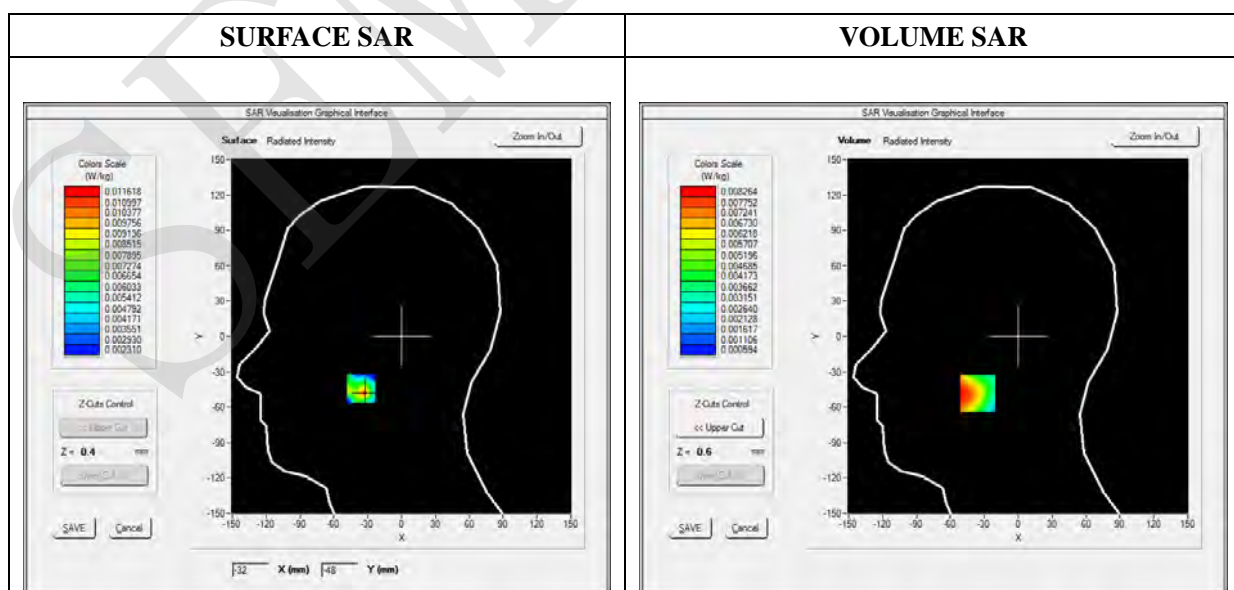 SURFACE SAR
SAR Visualisation Graphical Interface
Surface Radiated Intensity
Zoom In/Out
Colors Scale
(W/kg)
0.011618
0.010997
0.010377
0.009756
0.009136
0.008515
0.007895
0.007274
0.006654
0.006033
0.005412
0.004792
0.004171
0.003551
0.002930
0.002310
Z-Cuts Control
<< Upper Cut
Z = 0.4 mm
SAVE
Cancel
150
120
90
60
30
0
-30
-60
-90
-120
-150
Y
-150 -120 -90 -60 -30 0 30 60 90 120 150
X
-32 X (mm) -48 Y (mm)
VOLUME SAR
SAR Visualisation Graphical Interface
Volume Radiated Intensity
Zoom In/Out
Colors Scale
(W/kg)
0.008264
0.007752
0.007241
0.006730
0.006218
0.005707
0.005196
0.004685
0.004173
0.003662
0.003151
0.002640
0.002128
0.001617
0.001106
0.000594
Z-Cuts Control
<< Upper Cut
Z = 0.6 mm
SAVE
Cancel
150
120
90
60
30
0
-30
-60
-90
-120
-150
Y
-150 -120 -90 -60 -30 0 30 60 90 120 150
X